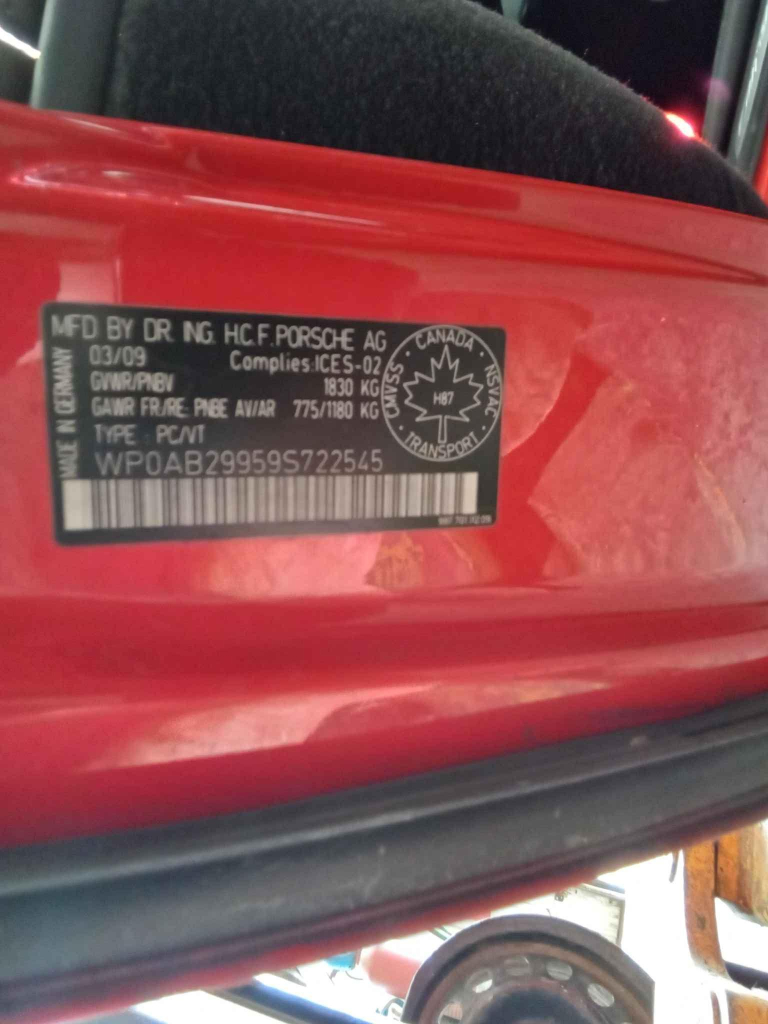 MFD BY DR. ING. H.C.F. PORSCHE AG
03/09 Complies:ICES-02
GVWR/PNBV 1830 KG
GAWR FR/RE: PNBE AV/AR 775/1180 KG
TYPE : PC/VT
WP0AB29959S722545
MADE IN GERMANY
CANADA
CMVSS
NSVAC
H87
TRANSPORT